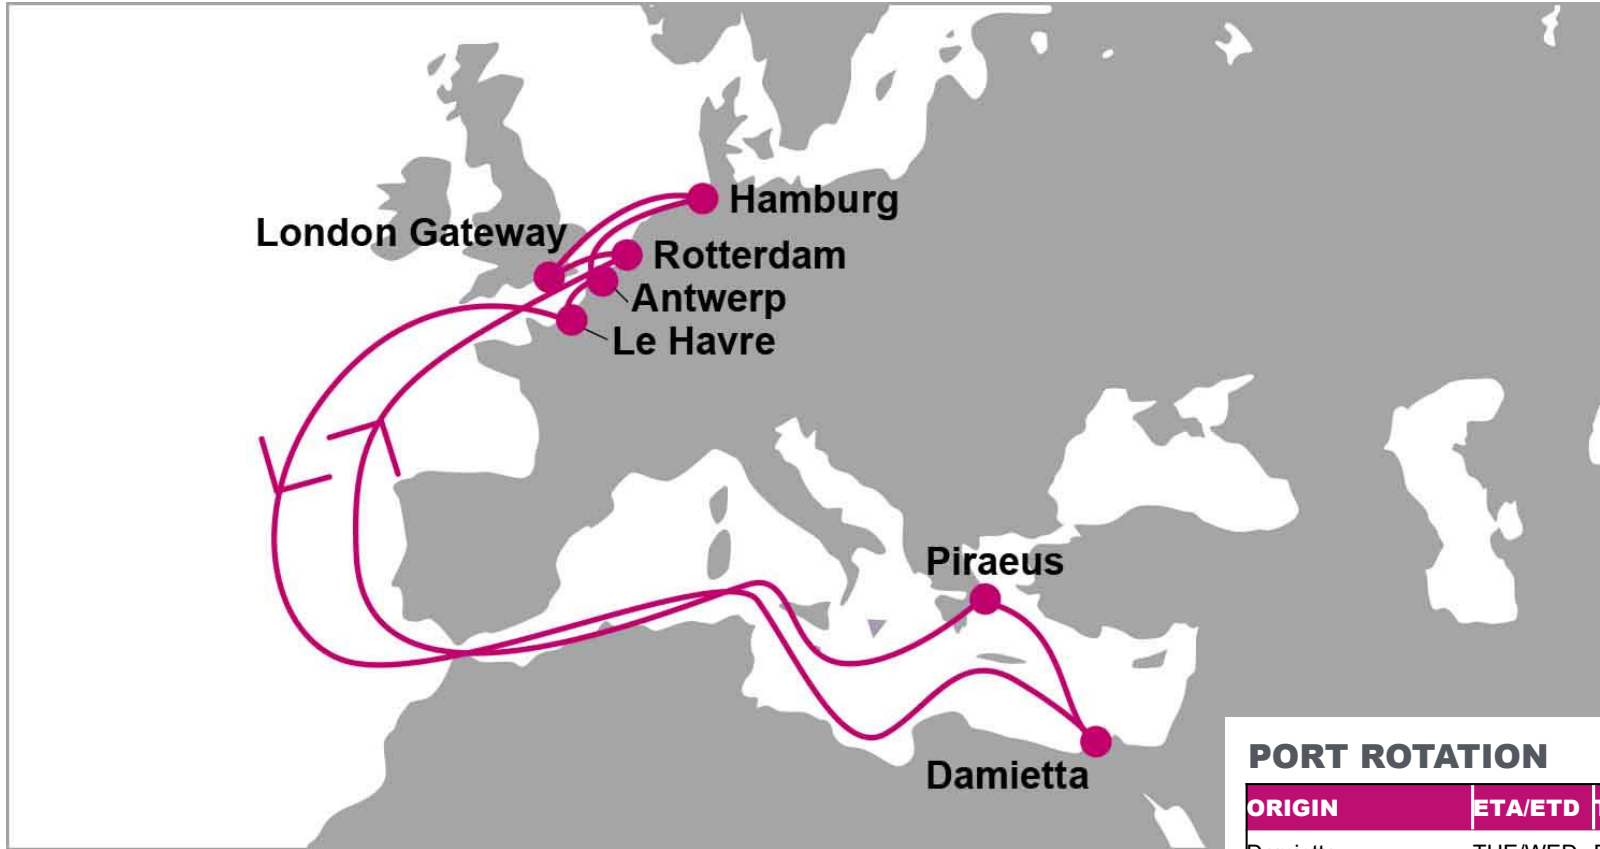 Hamburg
London Gateway
Rotterdam
Antwerp
Le Havre
Piraeus
Damietta
PORT ROTATION
ORIGIN ETA/ETD